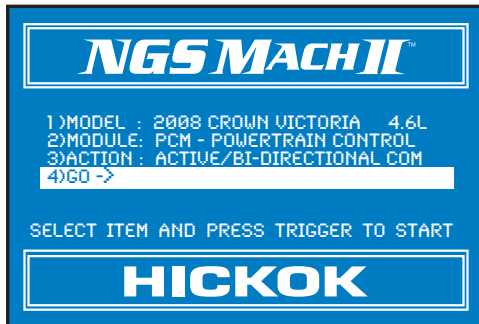 NGS MACH II™
1)MODEL : 2008 CROWN VICTORIA 4.6L
2)MODULE: PCM - POWERTRAIN CONTROL
3)ACTION : ACTIVE/BI-DIRECTIONAL COM
4)GO ->
SELECT ITEM AND PRESS TRIGGER TO START
HICKOK